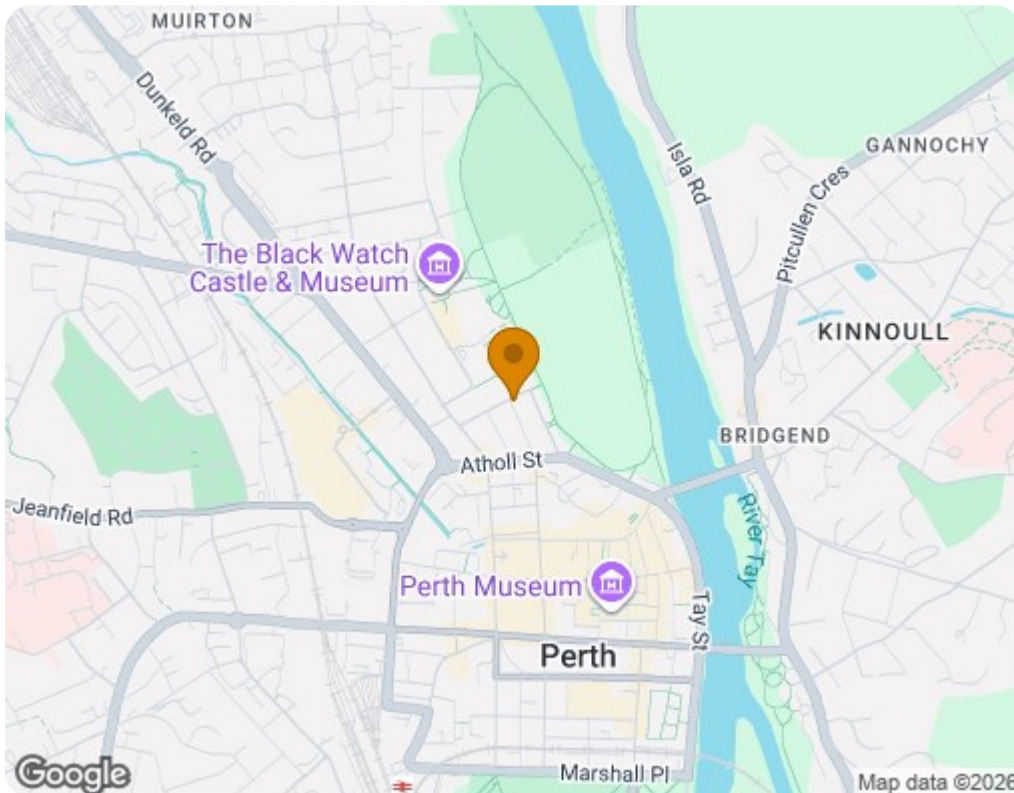 MUIRTON
Dunkeld Rd
Isla Rd
GANNOCHY
Pitcullen Cres
The Black Watch
Castle & Museum
KINNOULL
BRIDGEND
Atholl St
Jeanfield Rd
River Tay
Perth Museum
Tay St
Perth
Marshall Pl
Google
Map data ©2026